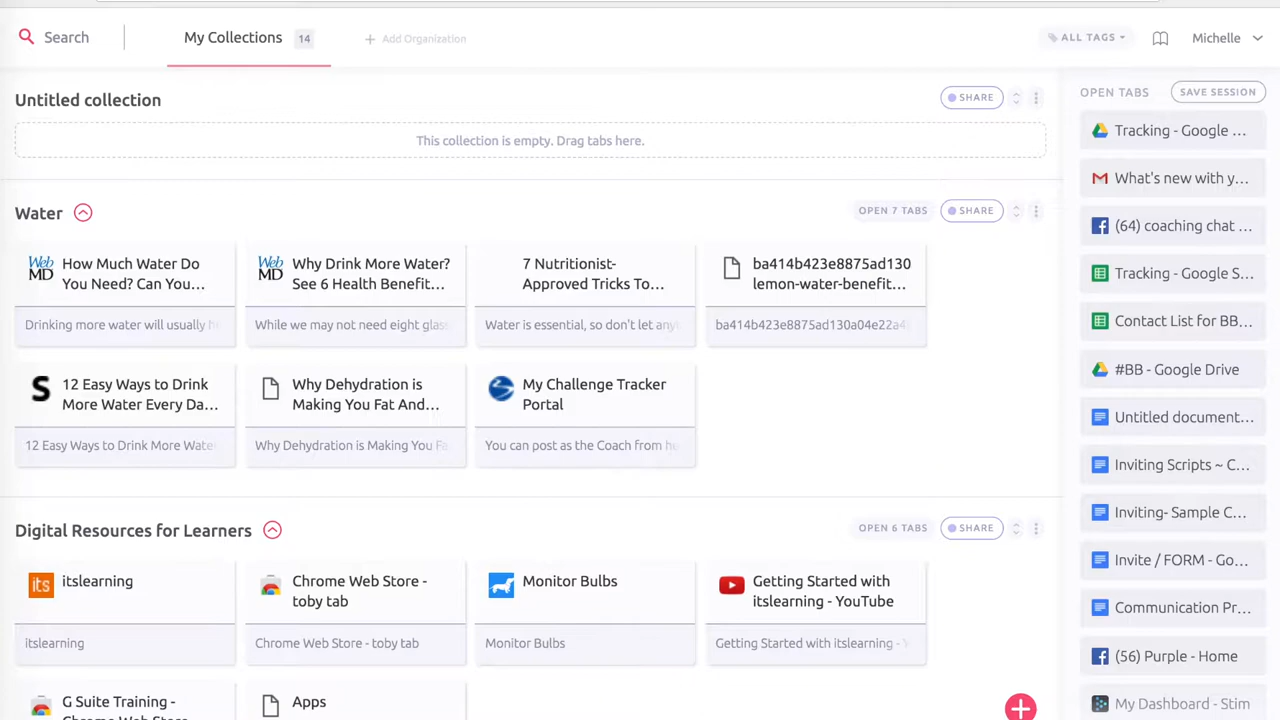 Search
My Collections 14
+ Add Organization
ALL TAGS
Michelle
Untitled collection
SHARE
This collection is empty. Drag tabs here.
Water
OPEN 7 TABS
SHARE
Web MD
How Much Water Do
You Need? Can You...
Drinking more water will usually h
Web MD
Why Drink More Water?
See 6 Health Benefit...
While we may not need eight glas
7 Nutritionist-
Approved Tricks To...
Water is essential, so don't let any
ba414b423e8875ad130
lemon-water-benefit...
ba414b423e8875ad130a04e22a4
S
12 Easy Ways to Drink
More Water Every Da...
12 Easy Ways to Drink More Wate
Why Dehydration is
Making You Fat And...
Why Dehydration is Making You Fa
My Challenge Tracker
Portal
You can post as the Coach from h
Digital Resources for Learners
OPEN 6 TABS
SHARE
its
itslearning
itslearning
Chrome Web Store -
toby tab
Chrome Web Store - toby tab
Monitor Bulbs
Monitor Bulbs
Getting Started with
itslearning - YouTube
Getting Started with itslearning - Y
G Suite Training -
Chrome Web Store
Apps
OPEN TABS
SAVE SESSION
Tracking - Google ...
What's new with y...
(64) coaching chat ...
Tracking - Google S...
Contact List for BB...
#BB - Google Drive
Untitled document...
Inviting Scripts ~ C...
Inviting- Sample C...
Invite / FORM - Go...
Communication Pr...
(56) Purple - Home
My Dashboard - Stim